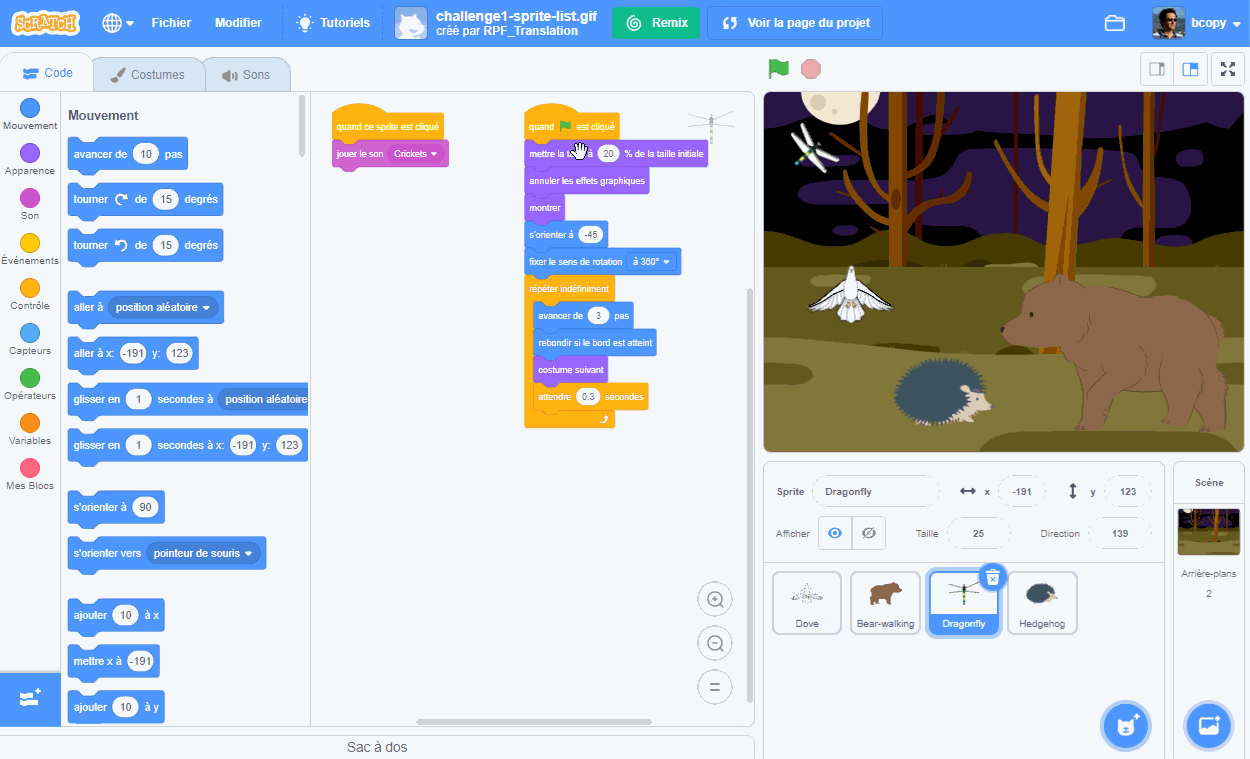 SCRATCH
Fichier
Modifier
Tutoriels
challenge1-sprite-list.gif
créé par RPF_Translation
Remix
Voir la page du projet
bcopy
Code
Costumes
Sons
Mouvement
Apparence
Son
Événements
Contrôle
Capteurs
Opérateurs
Variables
Mes Blocs
Mouvement
avancer de 10 pas
tourner de 15 degrés
tourner de 15 degrés
aller à position aléatoire
aller à x: -191 y: 123
glisser en 1 secondes à position aléatoire
glisser en 1 secondes à x: -191 y: 123
s'orienter à 90
s'orienter vers pointeur de souris
ajouter 10 à x
mettre x à -191
ajouter 10 à y
quand ce sprite est cliqué
jouer le son Crickets
quand est cliqué
mettre la à 20 % de la taille initiale
annuler les effets graphiques
montrer
s'orienter à -45
fixer le sens de rotation à 360°
répéter indéfiniment
avancer de 3 pas
rebondir si le bord est atteint
costume suivant
attendre 0.3 secondes
Sac à dos
Sprite Dragonfly x -191 y 123
Afficher Taille 25 Direction 139
Dove
Bear-walking
Dragonfly
Hedgehog
Scène
Arrière-plans
2